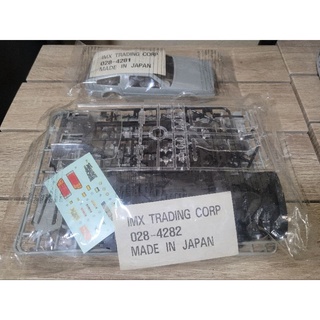 IMX TRADING CORP
028-4281
MADE IN JAPAN
IMX TRADING CORP
028-4282
MADE IN JAPAN